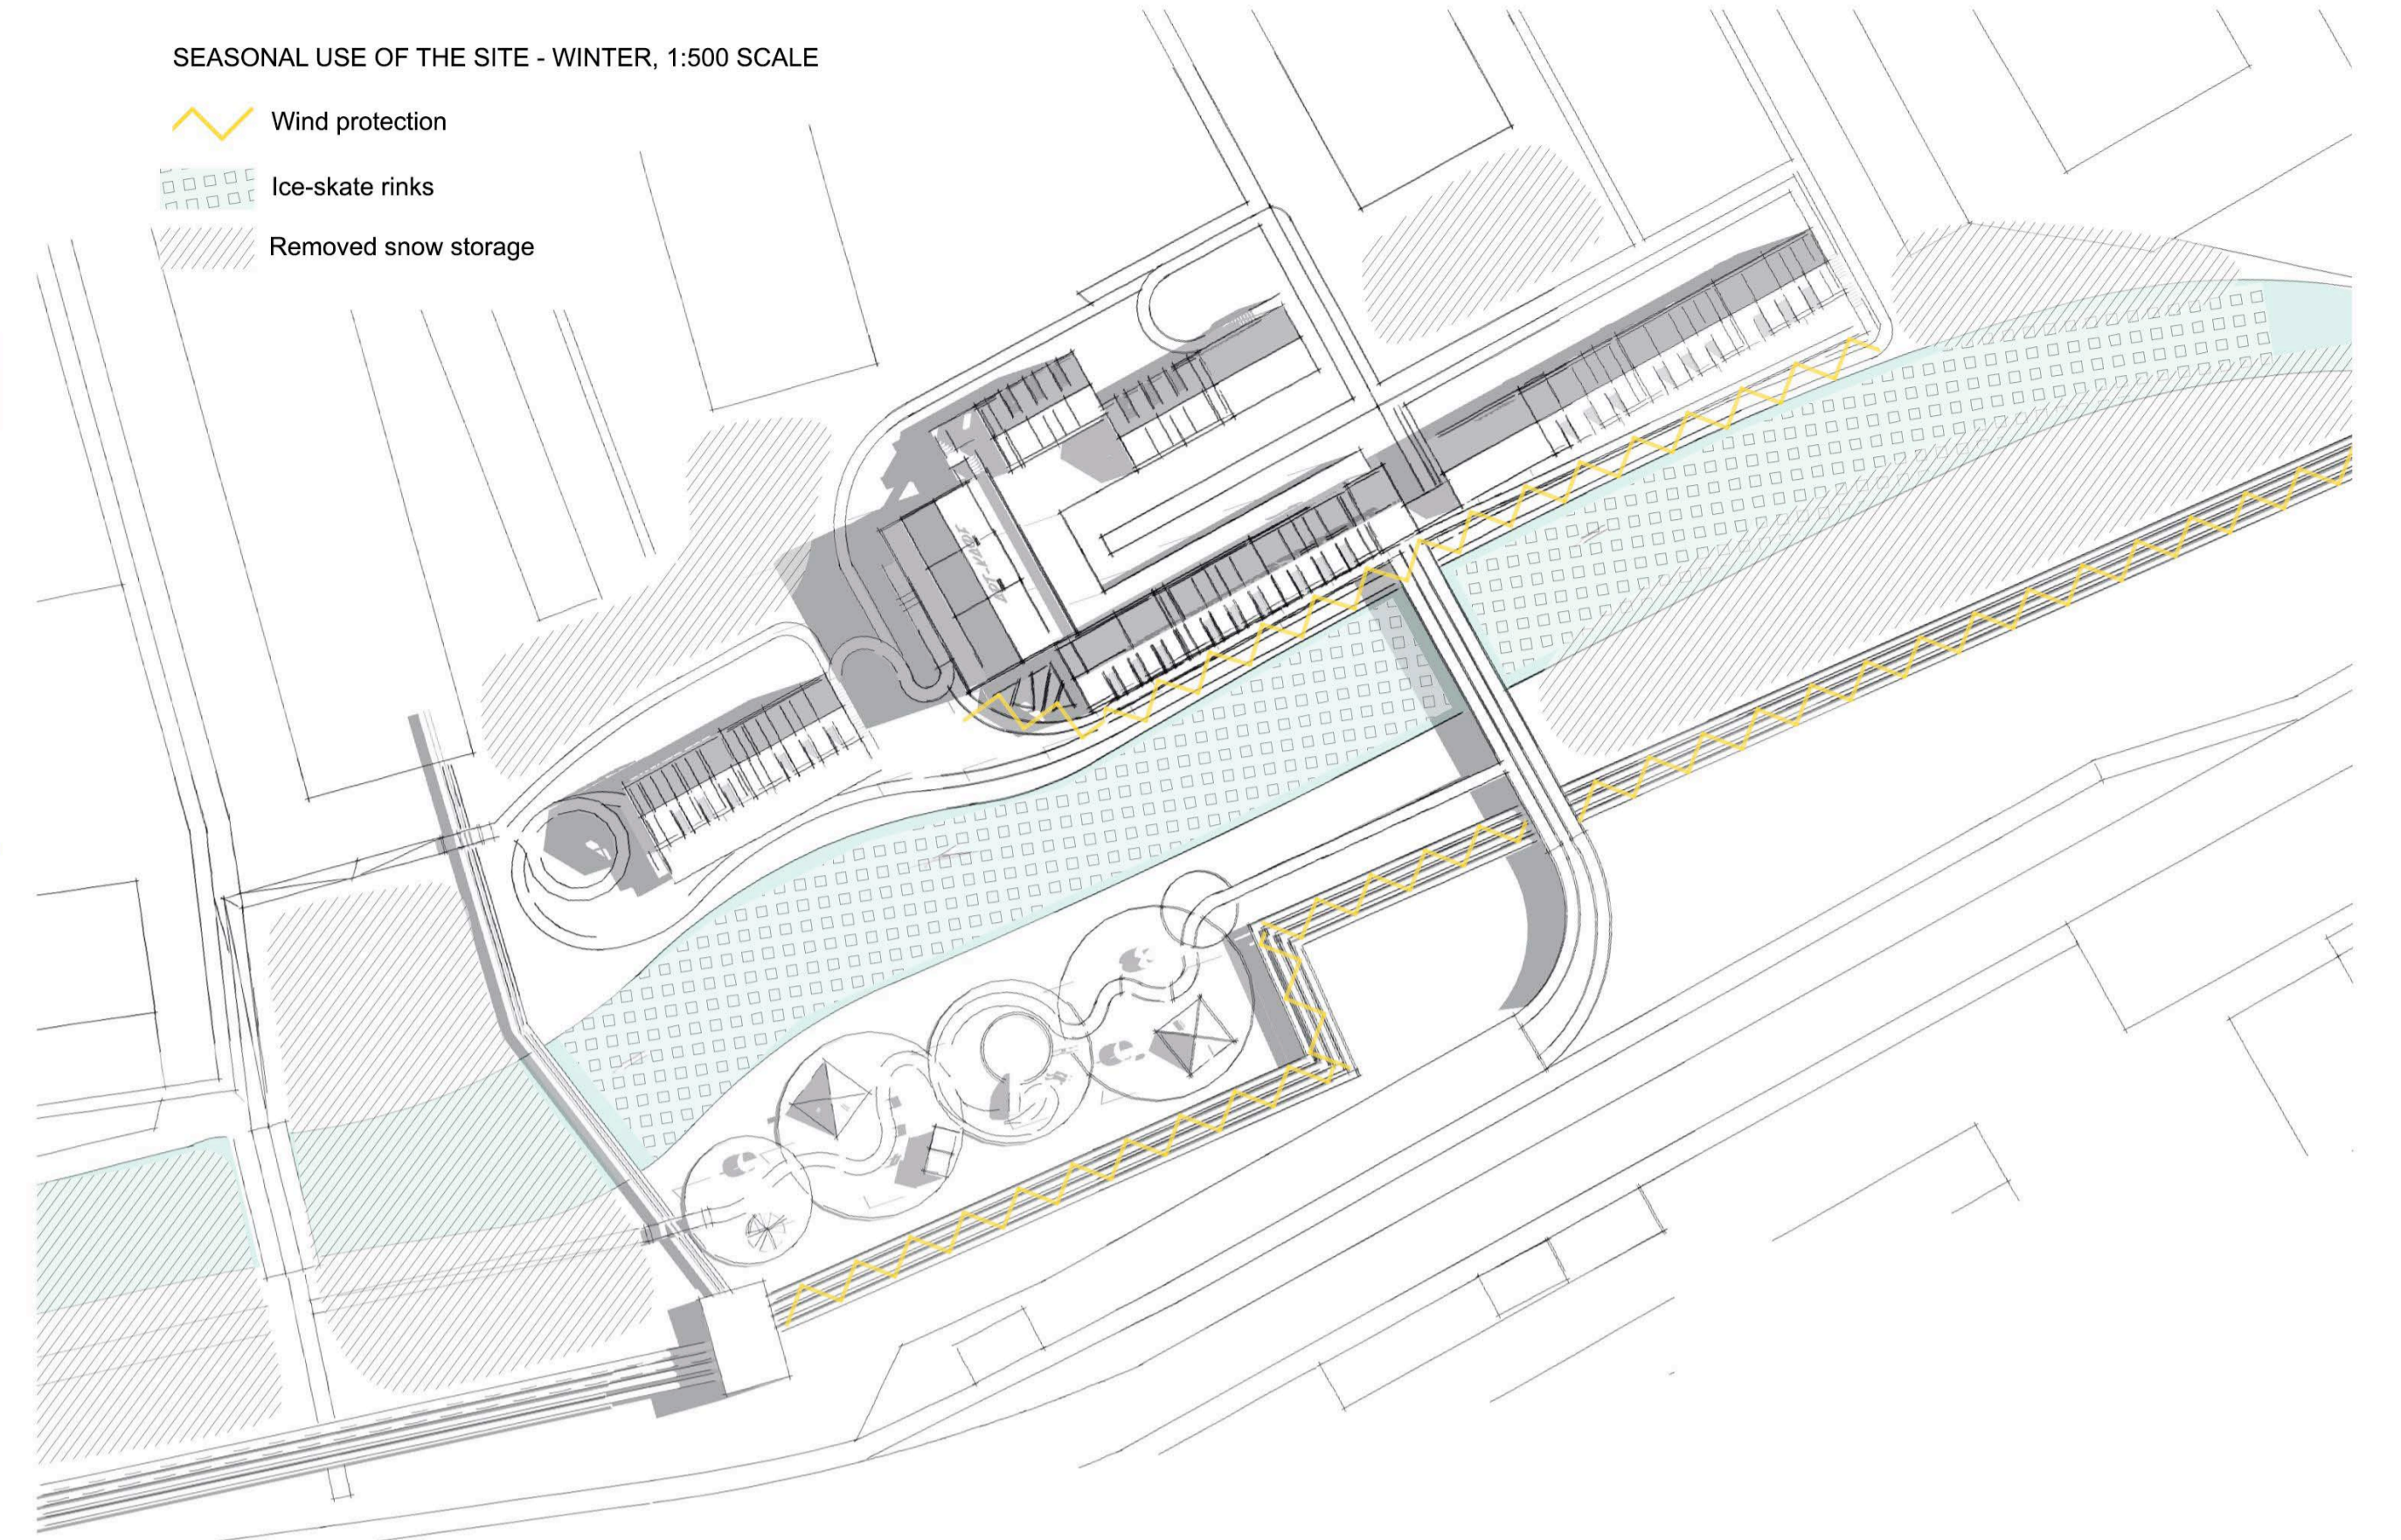 SEASONAL USE OF THE SITE - WINTER, 1:500 SCALE
Wind protection
Ice-skate rinks
Removed snow storage